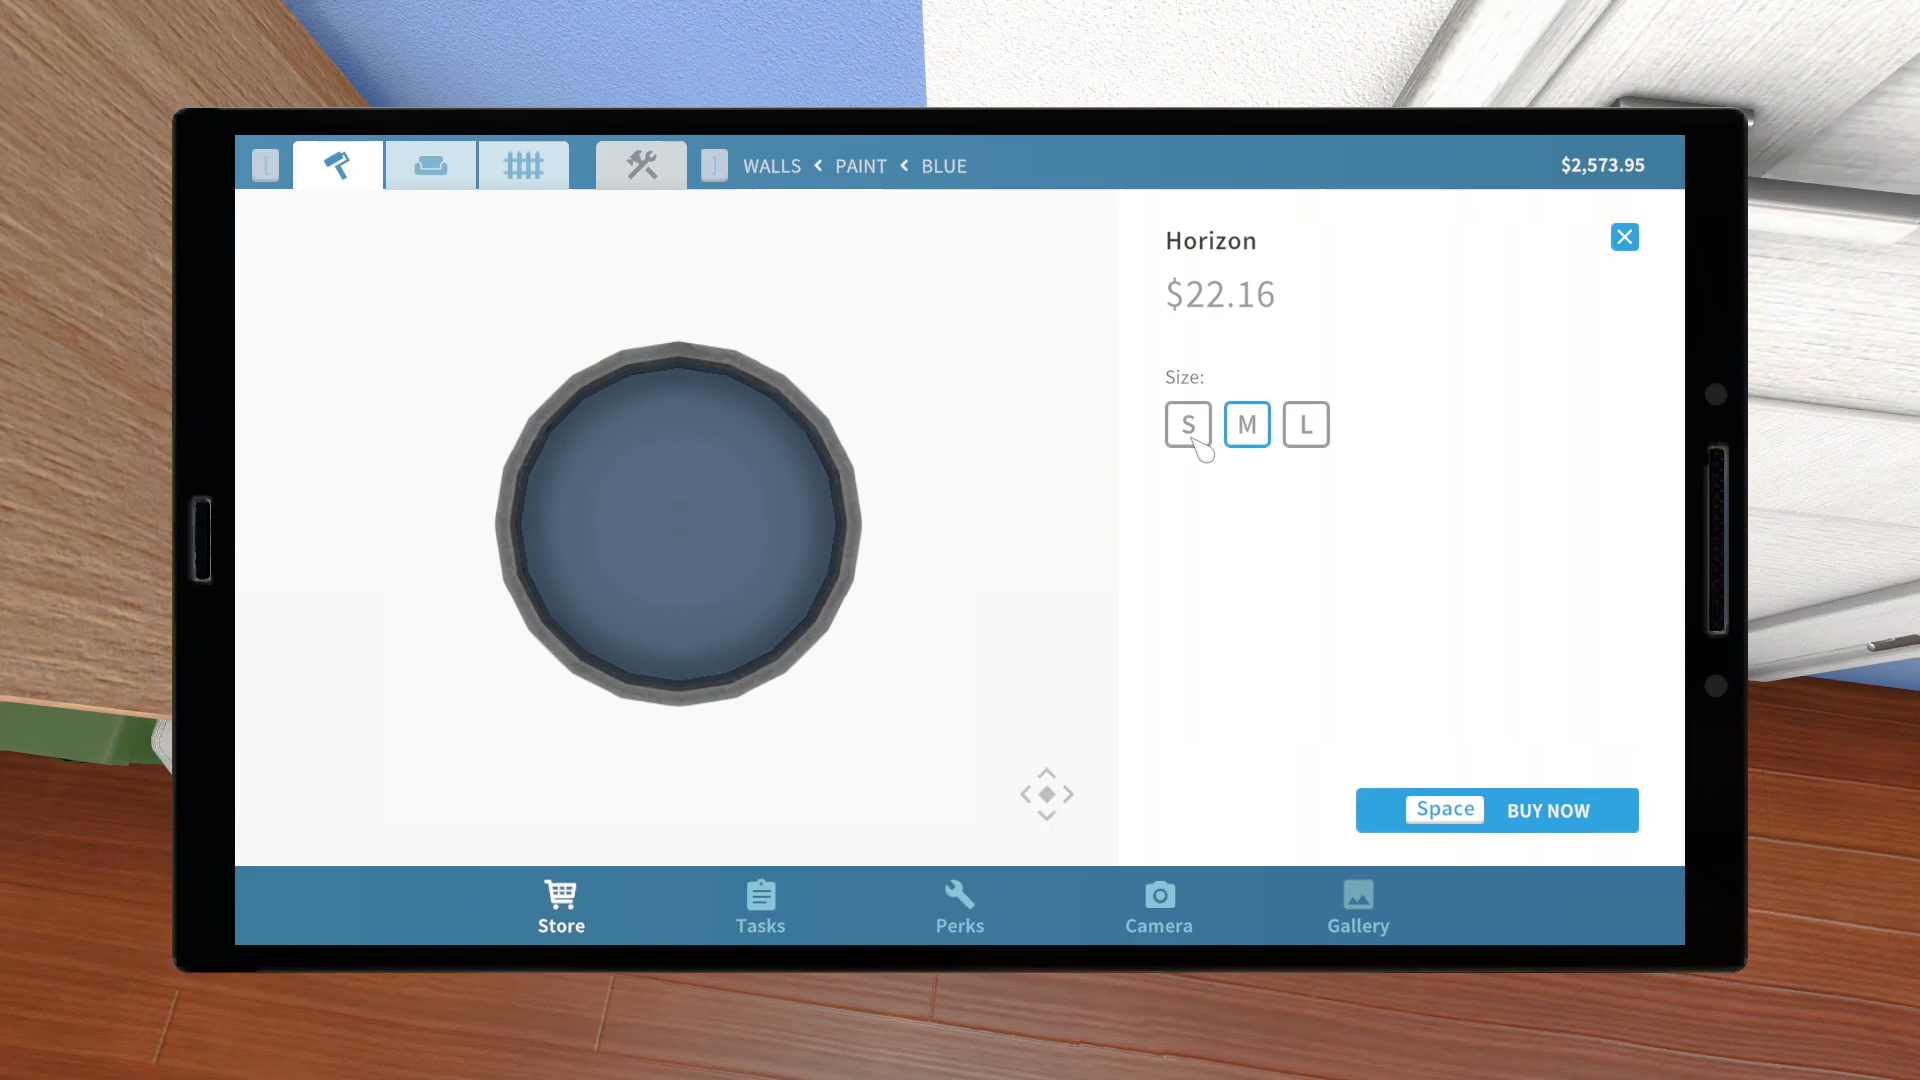 [ ] WALLS < PAINT < BLUE $2,573.95
Horizon
$22.16
Size:
S M L
Space BUY NOW
Store Tasks Perks Camera Gallery